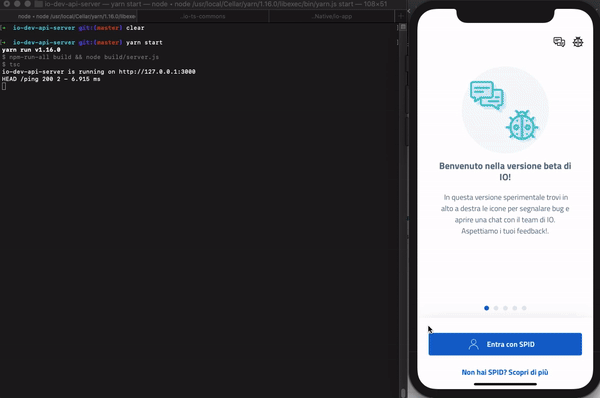 io-dev-api-server — yarn start — node ◂ node /usr/local/Cellar/yarn/1.16.0/libexec/bin/yarn.js start — 108×51
node ◂ node /usr/local/Cellar/yarn/1.16.0/libexec
..io-ts-commons
..Native/io-app
+
➜ io-dev-api-server git:(master) clear
➜ io-dev-api-server git:(master) yarn start
yarn run v1.16.0
$ npm-run-all build && node build/server.js
$ tsc
io-dev-api-server is running on http://127.0.0.1:3000
HEAD /ping 200 2 - 6.915 ms
Benvenuto nella versione beta di
IO!
In questa versione sperimentale trovi in
alto a destra le icone per segnalare bug e
aprire una chat con il team di IO.
Aspettiamo i tuoi feedback!.
Entra con SPID
Non hai SPID? Scopri di più